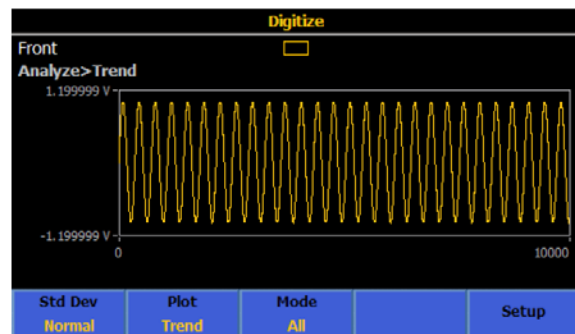 Digitize
Front
Analyze>Trend
1.199999 V
-1.199999 V
0 10000
Std Dev Plot Mode Setup
Normal Trend All